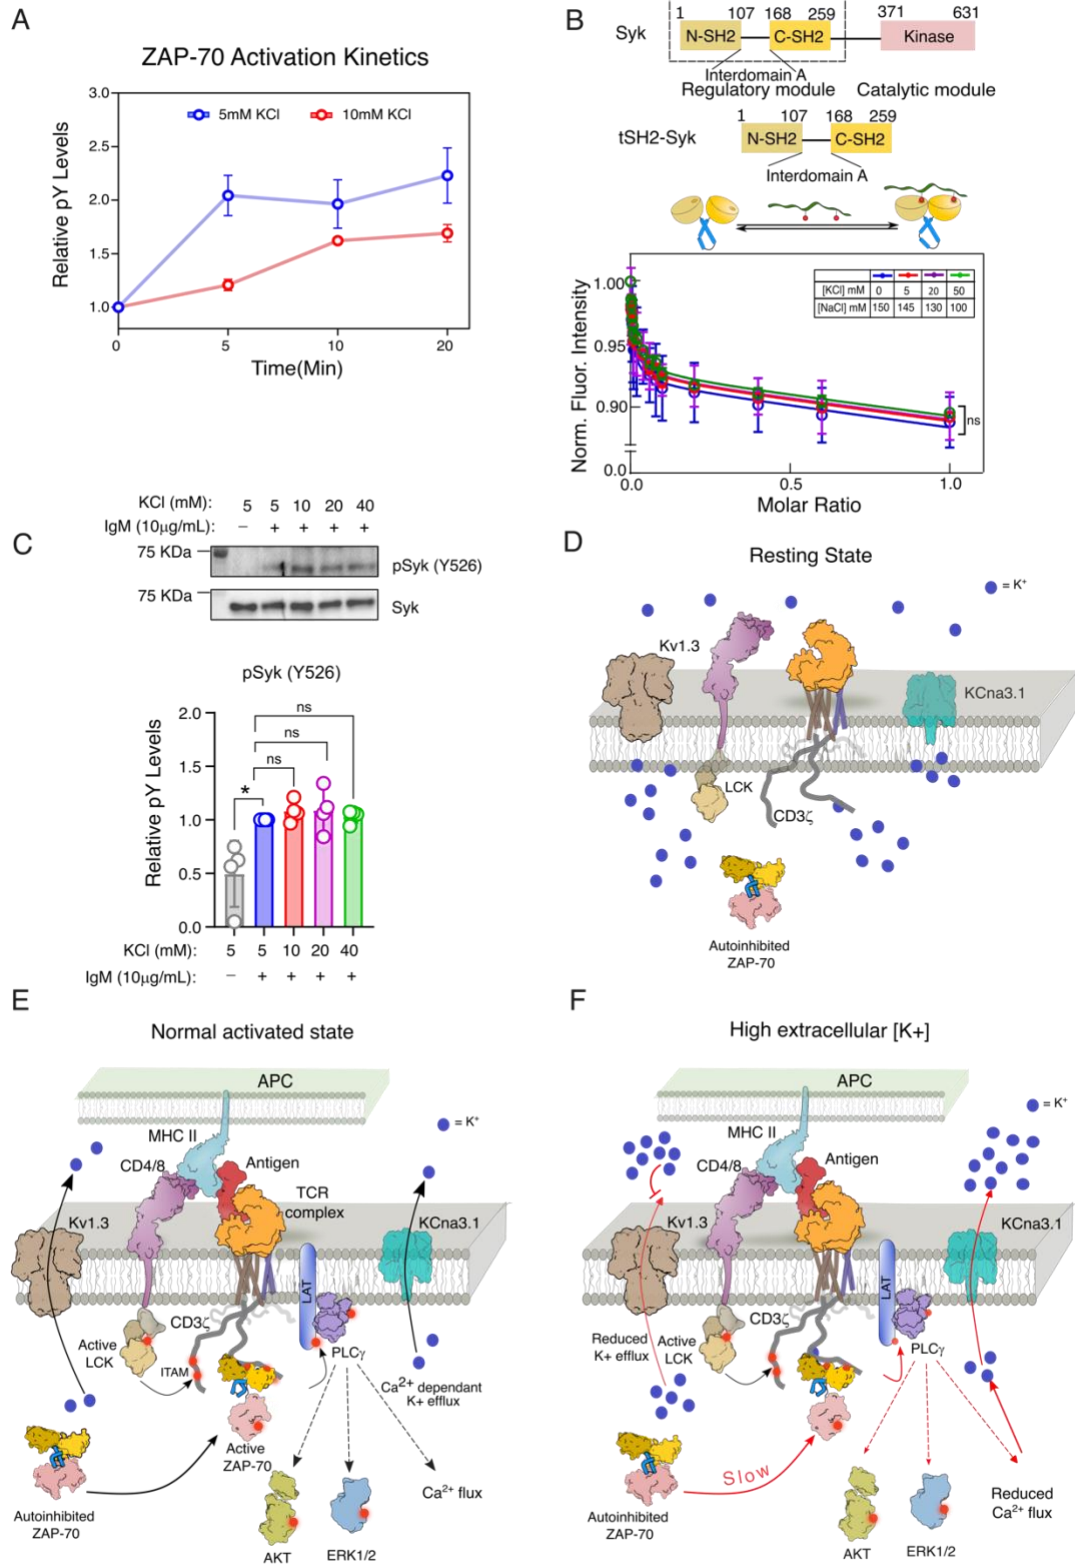 A
ZAP-70 Activation Kinetics
3.0
2.5
2.0
1.5
1.0
Relative pY Levels
5mM KCl
10mM KCl
0
5
10
20
Time(Min)
B
Syk
1 107 168 259 371 631
N-SH2
C-SH2
Kinase
Interdomain A
Regulatory module
Catalytic module
tSH2-Syk
1 107 168 259
N-SH2
C-SH2
Interdomain A
Norm. Fluor. Intensity
1.00
0.95
0.90
0.0
[KCl] mM 0 5 20 50
[NaCl] mM 150 145 130 100
ns
0.0 0.5 1.0
Molar Ratio
C
KCl (mM): 5 5 10 20 40
IgM (10µg/mL): – + + + +
75 KDa
pSyk (Y526)
75 KDa
Syk
pSyk (Y526)
Relative pY Levels
2.0
1.5
1.0
0.5
0.0
*
ns
ns
ns
KCl (mM): 5 5 10 20 40
IgM (10µg/mL): – + + + +
D
Resting State
= K⁺
Kv1.3
KCna3.1
LCK
CD3ζ
Autoinhibited
ZAP-70
E
Normal activated state
APC
= K⁺
MHC II
CD4/8
Antigen
TCR
complex
Kv1.3
KCna3.1
LAT
CD3ζ
Active
LCK
ITAM
PLCγ
Ca²⁺ dependant
K+ efflux
Active
ZAP-70
Autoinhibited
ZAP-70
Ca²⁺ flux
AKT
ERK1/2
F
High extracellular [K+]
APC
= K⁺
MHC II
CD4/8
Antigen
Kv1.3
KCna3.1
LAT
CD3ζ
Reduced
K+ efflux
Active
LCK
PLCγ
Slow
Autoinhibited
ZAP-70
Reduced
Ca²⁺ flux
AKT
ERK1/2